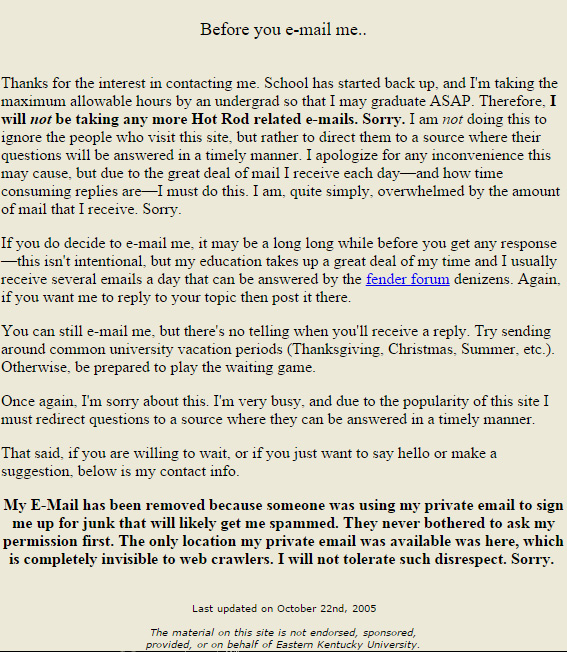 Before you e-mail me..
Thanks for the interest in contacting me. School has started back up, and I'm taking the
maximum allowable hours by an undergrad so that I may graduate ASAP. Therefore, I
will not be taking any more Hot Rod related e-mails. Sorry. I am not doing this to
ignore the people who visit this site, but rather to direct them to a source where their
questions will be answered in a timely manner. I apologize for any inconvenience this
may cause, but due to the great deal of mail I receive each day—and how time
consuming replies are—I must do this. I am, quite simply, overwhelmed by the amount
of mail that I receive. Sorry.
If you do decide to e-mail me, it may be a long long while before you get any response
—this isn't intentional, but my education takes up a great deal of my time and I usually
receive several emails a day that can be answered by the fender forum denizens. Again,
if you want me to reply to your topic then post it there.
You can still e-mail me, but there's no telling when you'll receive a reply. Try sending
around common university vacation periods (Thanksgiving, Christmas, Summer, etc.).
Otherwise, be prepared to play the waiting game.
Once again, I'm sorry about this. I'm very busy, and due to the popularity of this site I
must redirect questions to a source where they can be answered in a timely manner.
That said, if you are willing to wait, or if you just want to say hello or make a
suggestion, below is my contact info.
My E-Mail has been removed because someone was using my private email to sign
me up for junk that will likely get me spammed. They never bothered to ask my
permission first. The only location my private email was available was here, which
is completely invisible to web crawlers. I will not tolerate such disrespect. Sorry.
Last updated on October 22nd, 2005
The material on this site is not endorsed, sponsored,
provided, or on behalf of Eastern Kentucky University.